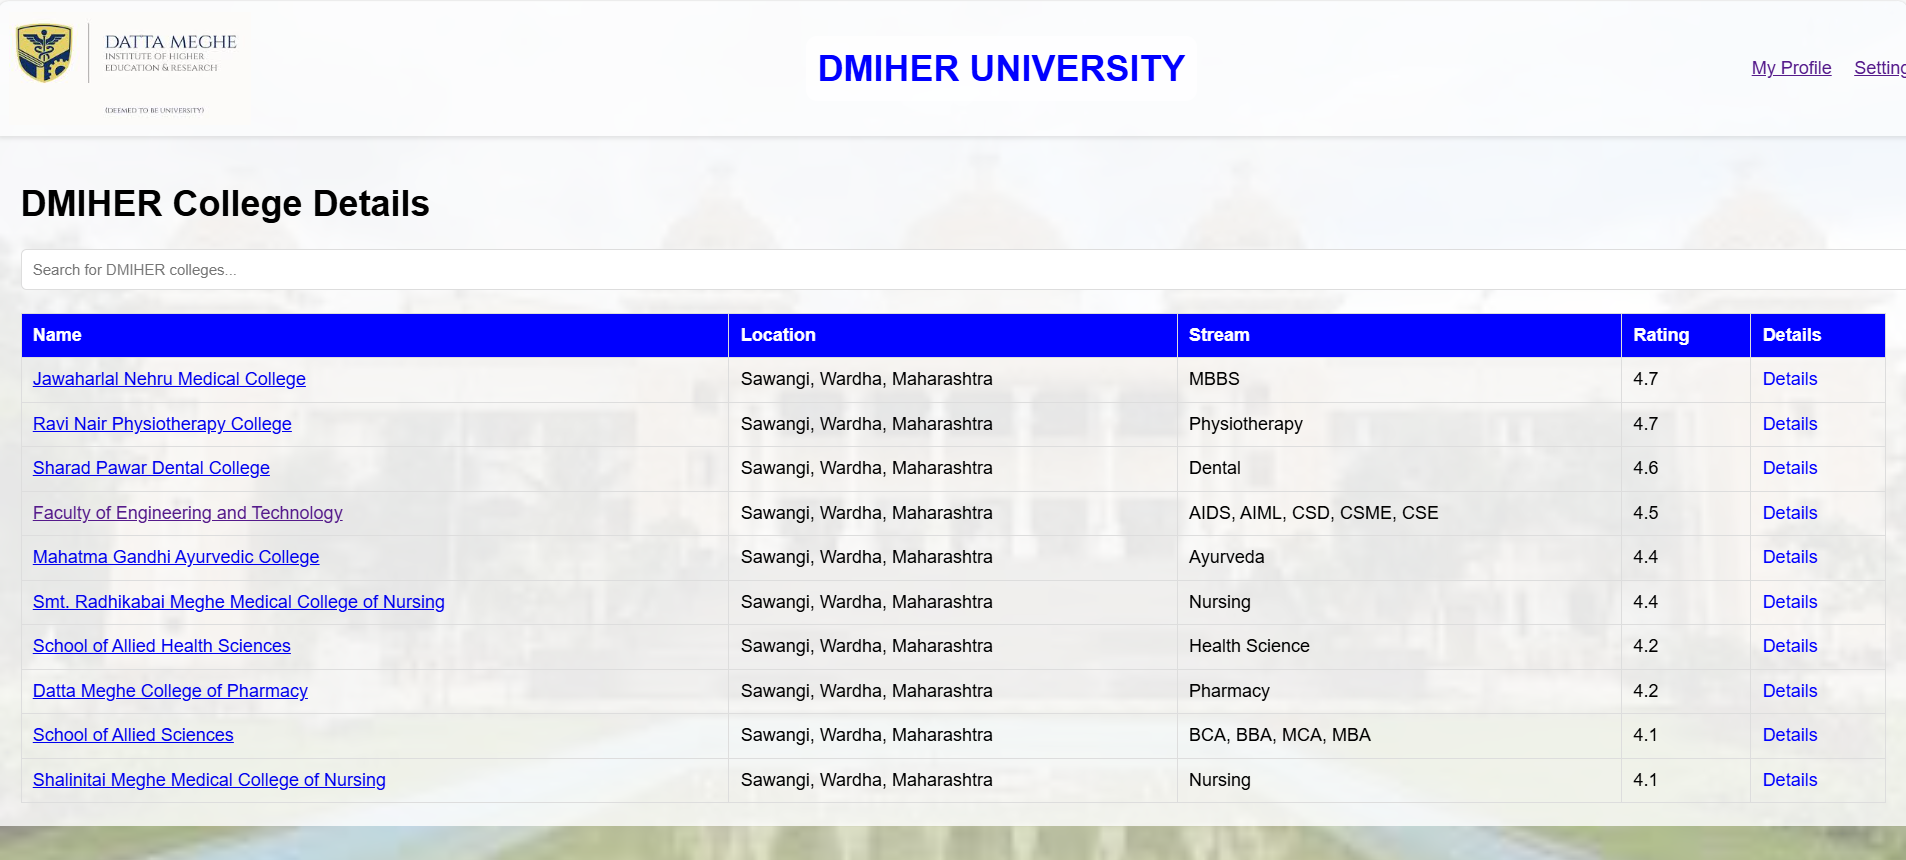 DATTA MEGHE
INSTITUTE OF HIGHER
EDUCATION & RESEARCH
(DEEMED TO BE UNIVERSITY)
DMIHER UNIVERSITY
My Profile Setting
DMIHER College Details
Search for DMIHER colleges...
Name Location Stream Rating Details
Jawaharlal Nehru Medical College Sawangi, Wardha, Maharashtra MBBS 4.7 Details
Ravi Nair Physiotherapy College Sawangi, Wardha, Maharashtra Physiotherapy 4.7 Details
Sharad Pawar Dental College Sawangi, Wardha, Maharashtra Dental 4.6 Details
Faculty of Engineering and Technology Sawangi, Wardha, Maharashtra AIDS, AIML, CSD, CSME, CSE 4.5 Details
Mahatma Gandhi Ayurvedic College Sawangi, Wardha, Maharashtra Ayurveda 4.4 Details
Smt. Radhikabai Meghe Medical College of Nursing Sawangi, Wardha, Maharashtra Nursing 4.4 Details
School of Allied Health Sciences Sawangi, Wardha, Maharashtra Health Science 4.2 Details
Datta Meghe College of Pharmacy Sawangi, Wardha, Maharashtra Pharmacy 4.2 Details
School of Allied Sciences Sawangi, Wardha, Maharashtra BCA, BBA, MCA, MBA 4.1 Details
Shalinitai Meghe Medical College of Nursing Sawangi, Wardha, Maharashtra Nursing 4.1 Details